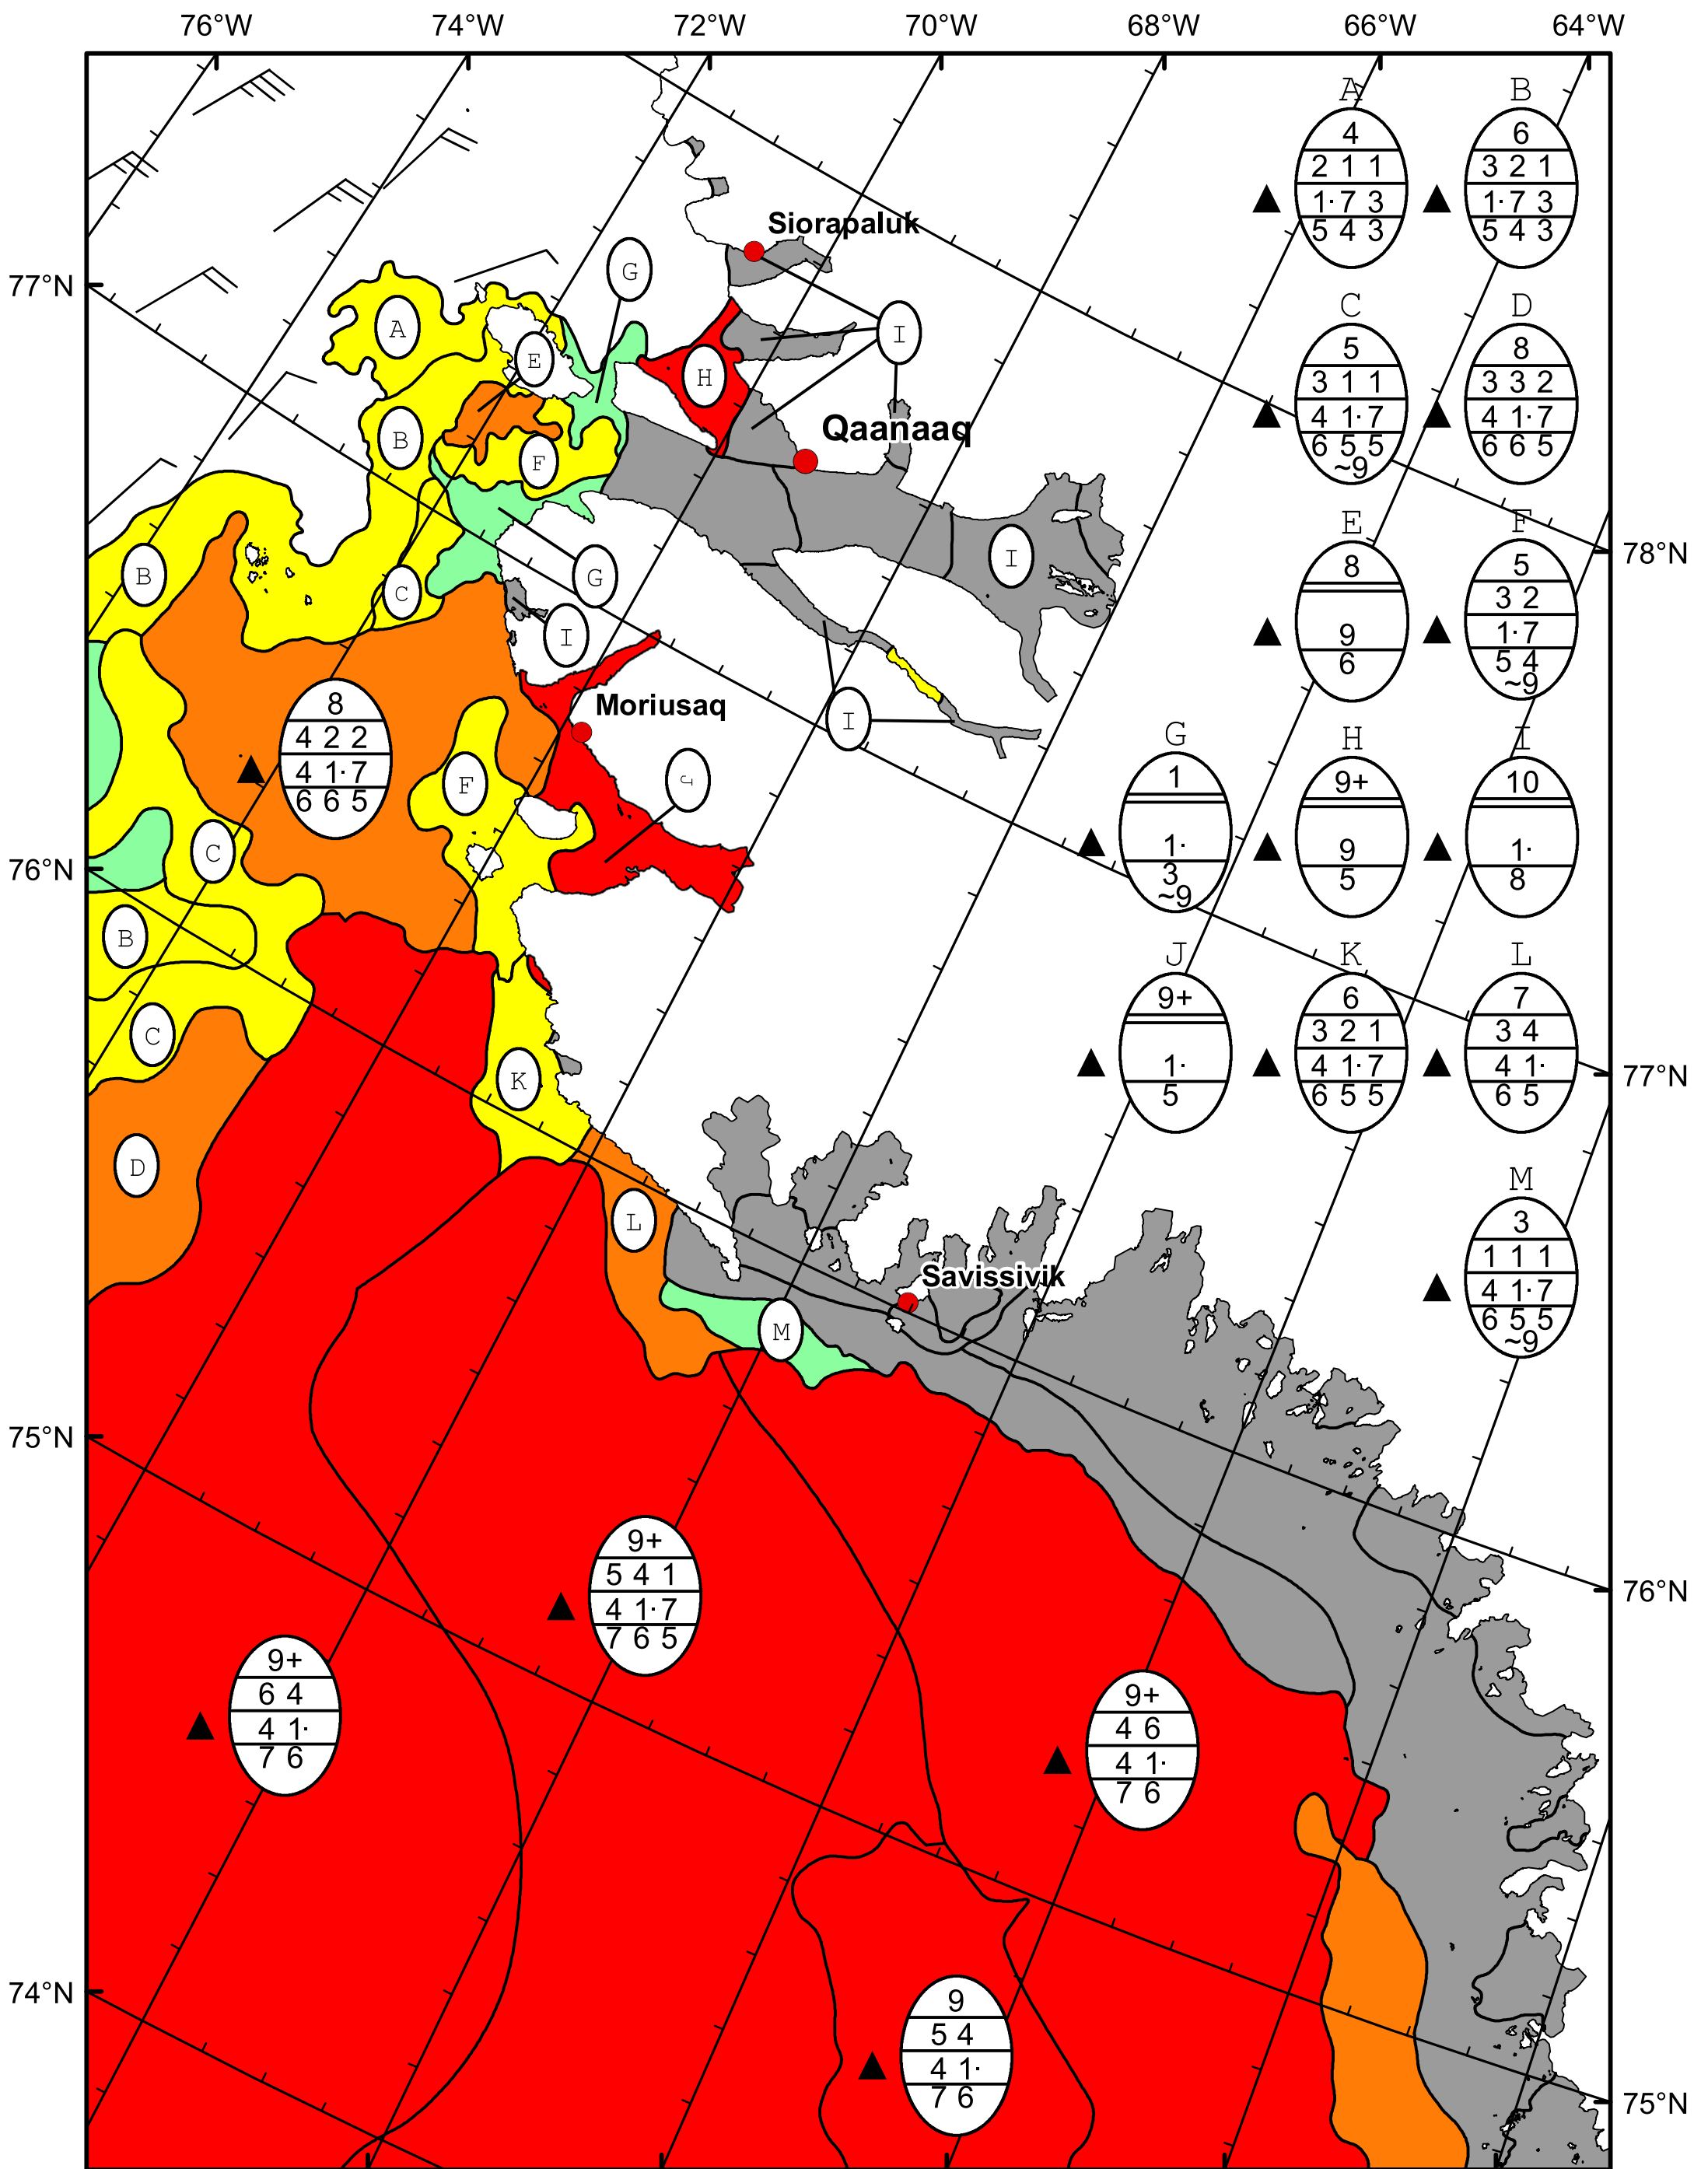 76°W 74°W 72°W 70°W 68°W 66°W 64°W
A
4
2 1 1
1· 7 3
5 4 3
B
6
3 2 1
1· 7 3
5 4 3
Siorapaluk
G
77°N
A
I
E
H
C
5
3 1 1
4 1· 7
6 5 5
~9
D
8
3 3 2
4 1· 7
6 6 5
B
Qaanaaq
F
E
8
9
6
F
5
3 2
1· 7
5 4
~9
78°N
I
B
G
C
I
Moriusaq
8
4 2 2
4 1· 7
6 6 5
I
F
J
G
1
1·
3
~9
H
9+
9
5
I
10
1·
8
C
76°N
B
J
9+
1·
5
K
6
3 2 1
4 1· 7
6 5 5
L
7
3 4
4 1·
6 5
C
K
77°N
D
L
M
3
1 1 1
4 1· 7
6 5 5
~9
Savissivik
M
75°N
9+
5 4 1
4 1· 7
7 6 5
76°N
9+
6 4
4 1·
7 6
9+
4 6
4 1·
7 6
74°N
9
5 4
4 1·
7 6
75°N